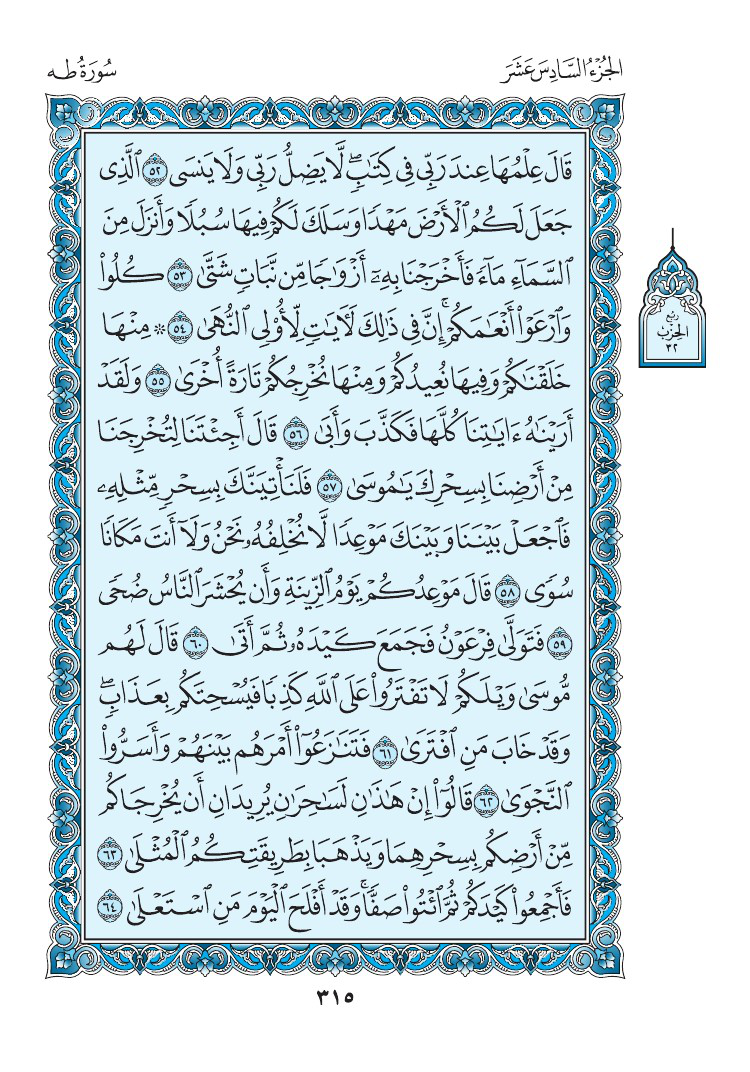 الجُزْءُ السَّادِسَ عَشَرَ
سُورَةُ طه
قَالَ عِلْمُهَا عِندَ رَبِّى فِى كِتَٰبٍۖ لَّا يَضِلُّ رَبِّى وَلَا يَنسَى ٥٢ ٱلَّذِى
جَعَلَ لَكُمُ ٱلْأَرْضَ مَهْدًا وَسَلَكَ لَكُمْ فِيهَا سُبُلًا وَأَنزَلَ مِنَ
ٱلسَّمَآءِ مَآءً فَأَخْرَجْنَا بِهِۦٓ أَزْوَٰجًا مِّن نَّبَاتٍ شَتَّىٰ ٥٣ كُلُوا۟
وَٱرْعَوْا۟ أَنْعَٰمَكُمْۗ إِنَّ فِى ذَٰلِكَ لَءَايَٰتٍ لِّأُو۟لِى ٱلنُّهَىٰ ٥٤ ۞ مِنْهَا
خَلَقْنَٰكُمْ وَفِيهَا نُعِيدُكُمْ وَمِنْهَا نُخْرِجُكُمْ تَارَةً أُخْرَىٰ ٥٥ وَلَقَدْ
أَرَيْنَٰهُ ءَايَٰتِنَا كُلَّهَا فَكَذَّبَ وَأَبَىٰ ٥٦ قَالَ أَجِئْتَنَا لِتُخْرِجَنَا
مِنْ أَرْضِنَا بِسِحْرِكَ يَٰمُوسَىٰ ٥٧ فَلَنَأْتِيَنَّكَ بِسِحْرٍ مِّثْلِهِۦ
فَٱجْعَلْ بَيْنَنَا وَبَيْنَكَ مَوْعِدًا لَّا نُخْلِفُهُۥ نَحْنُ وَلَآ أَنتَ مَكَانًا
سُوًى ٥٨ قَالَ مَوْعِدُكُمْ يَوْمُ ٱلزِّينَةِ وَأَن يُحْشَرَ ٱلنَّاسُ ضُحًى
٥٩ فَتَوَلَّىٰ فِرْعَوْنُ فَجَمَعَ كَيْدَهُۥ ثُمَّ أَتَىٰ ٦٠ قَالَ لَهُم
مُّوسَىٰ وَيْلَكُمْ لَا تَفْتَرُوا۟ عَلَى ٱللَّهِ كَذِبًا فَيُسْحِتَكُم بِعَذَابٍۖ
وَقَدْ خَابَ مَنِ ٱفْتَرَىٰ ٦١ فَتَنَٰزَعُوٓا۟ أَمْرَهُم بَيْنَهُمْ وَأَسَرُّوا۟
ٱلنَّجْوَىٰ ٦٢ قَالُوٓا۟ إِنْ هَٰذَٰنِ لَسَٰحِرَٰنِ يُرِيدَانِ أَن يُخْرِجَاكُم
مِّنْ أَرْضِكُم بِسِحْرِهِمَا وَيَذْهَبَا بِطَرِيقَتِكُمُ ٱلْمُثْلَىٰ ٦٣
فَأَجْمِعُوا۟ كَيْدَكُمْ ثُمَّ ٱئْتُوا۟ صَفًّاۚ وَقَدْ أَفْلَحَ ٱلْيَوْمَ مَنِ ٱسْتَعْلَىٰ ٦٤
ربع
الحزب
٣٢
٣١٥